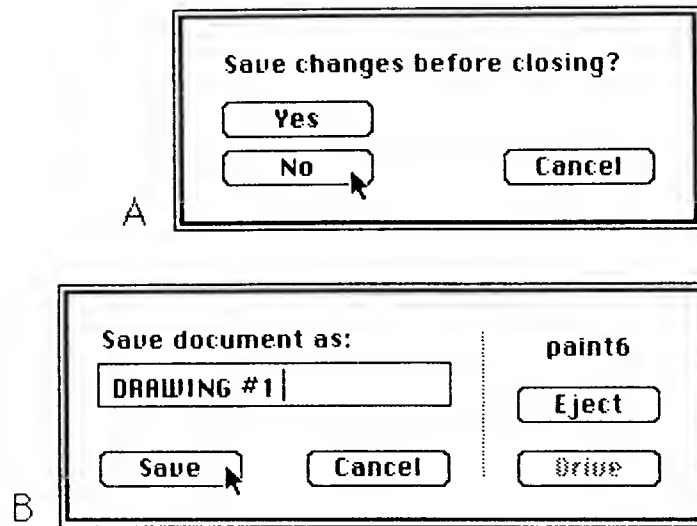 Save changes before closing?
Yes
No
Cancel
A
Save document as:
DRAWING #1
Save
Cancel
paint6
Eject
Drive
B